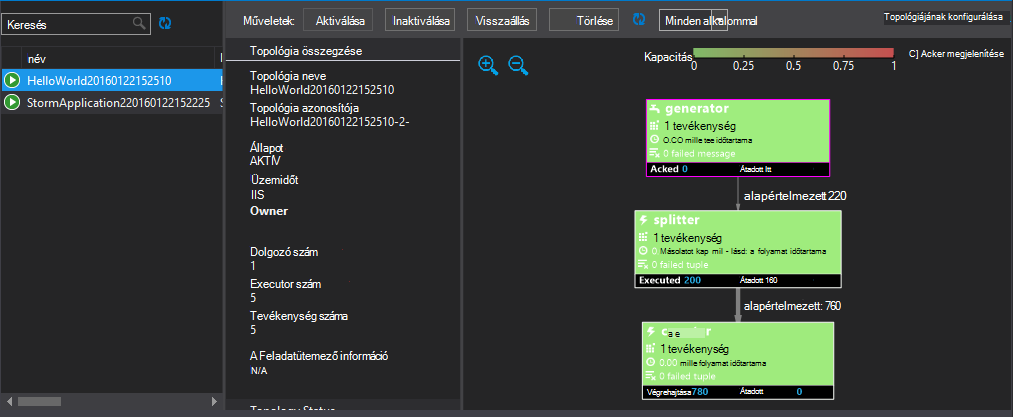 Keresés
név
HelloWorld20160122152510
StormApplication220160122152225
Műveletek: Aktiválása Inaktiválása Visszaállás Törlése Minden alkalommal
Topológiájának konfigurálása
Topológia összegzése
Topológia neve
HelloWorld20160122152510
Topológia azonosítója
HelloWorld20160122152510-2-
Állapot
AKTÍV
Üzemidőt
IIS
Owner
Dolgozó szám
1
Executor szám
5
Tevékenység száma
5
A Feladatütemező információ
N/A
Topology Status
Kapacitás
0 0.25 0.5 0.75 1
C] Acker megjelenítése
generator
1 tevékenység
O.CO mille tee időtartama
0 failed message
Acked 0 Átadott Itt
alapértelmezett 220
splitter
1 tevékenység
0 Másolatot kap mil - lásd: a folyamat időtartama
0 failed tuple
Executed 200 Átadott 160
alapértelmezett: 760
1 tevékenység
0.00 mille folyamat időtartama
0 failed tuple
Végrehajtása780 Átadott 0